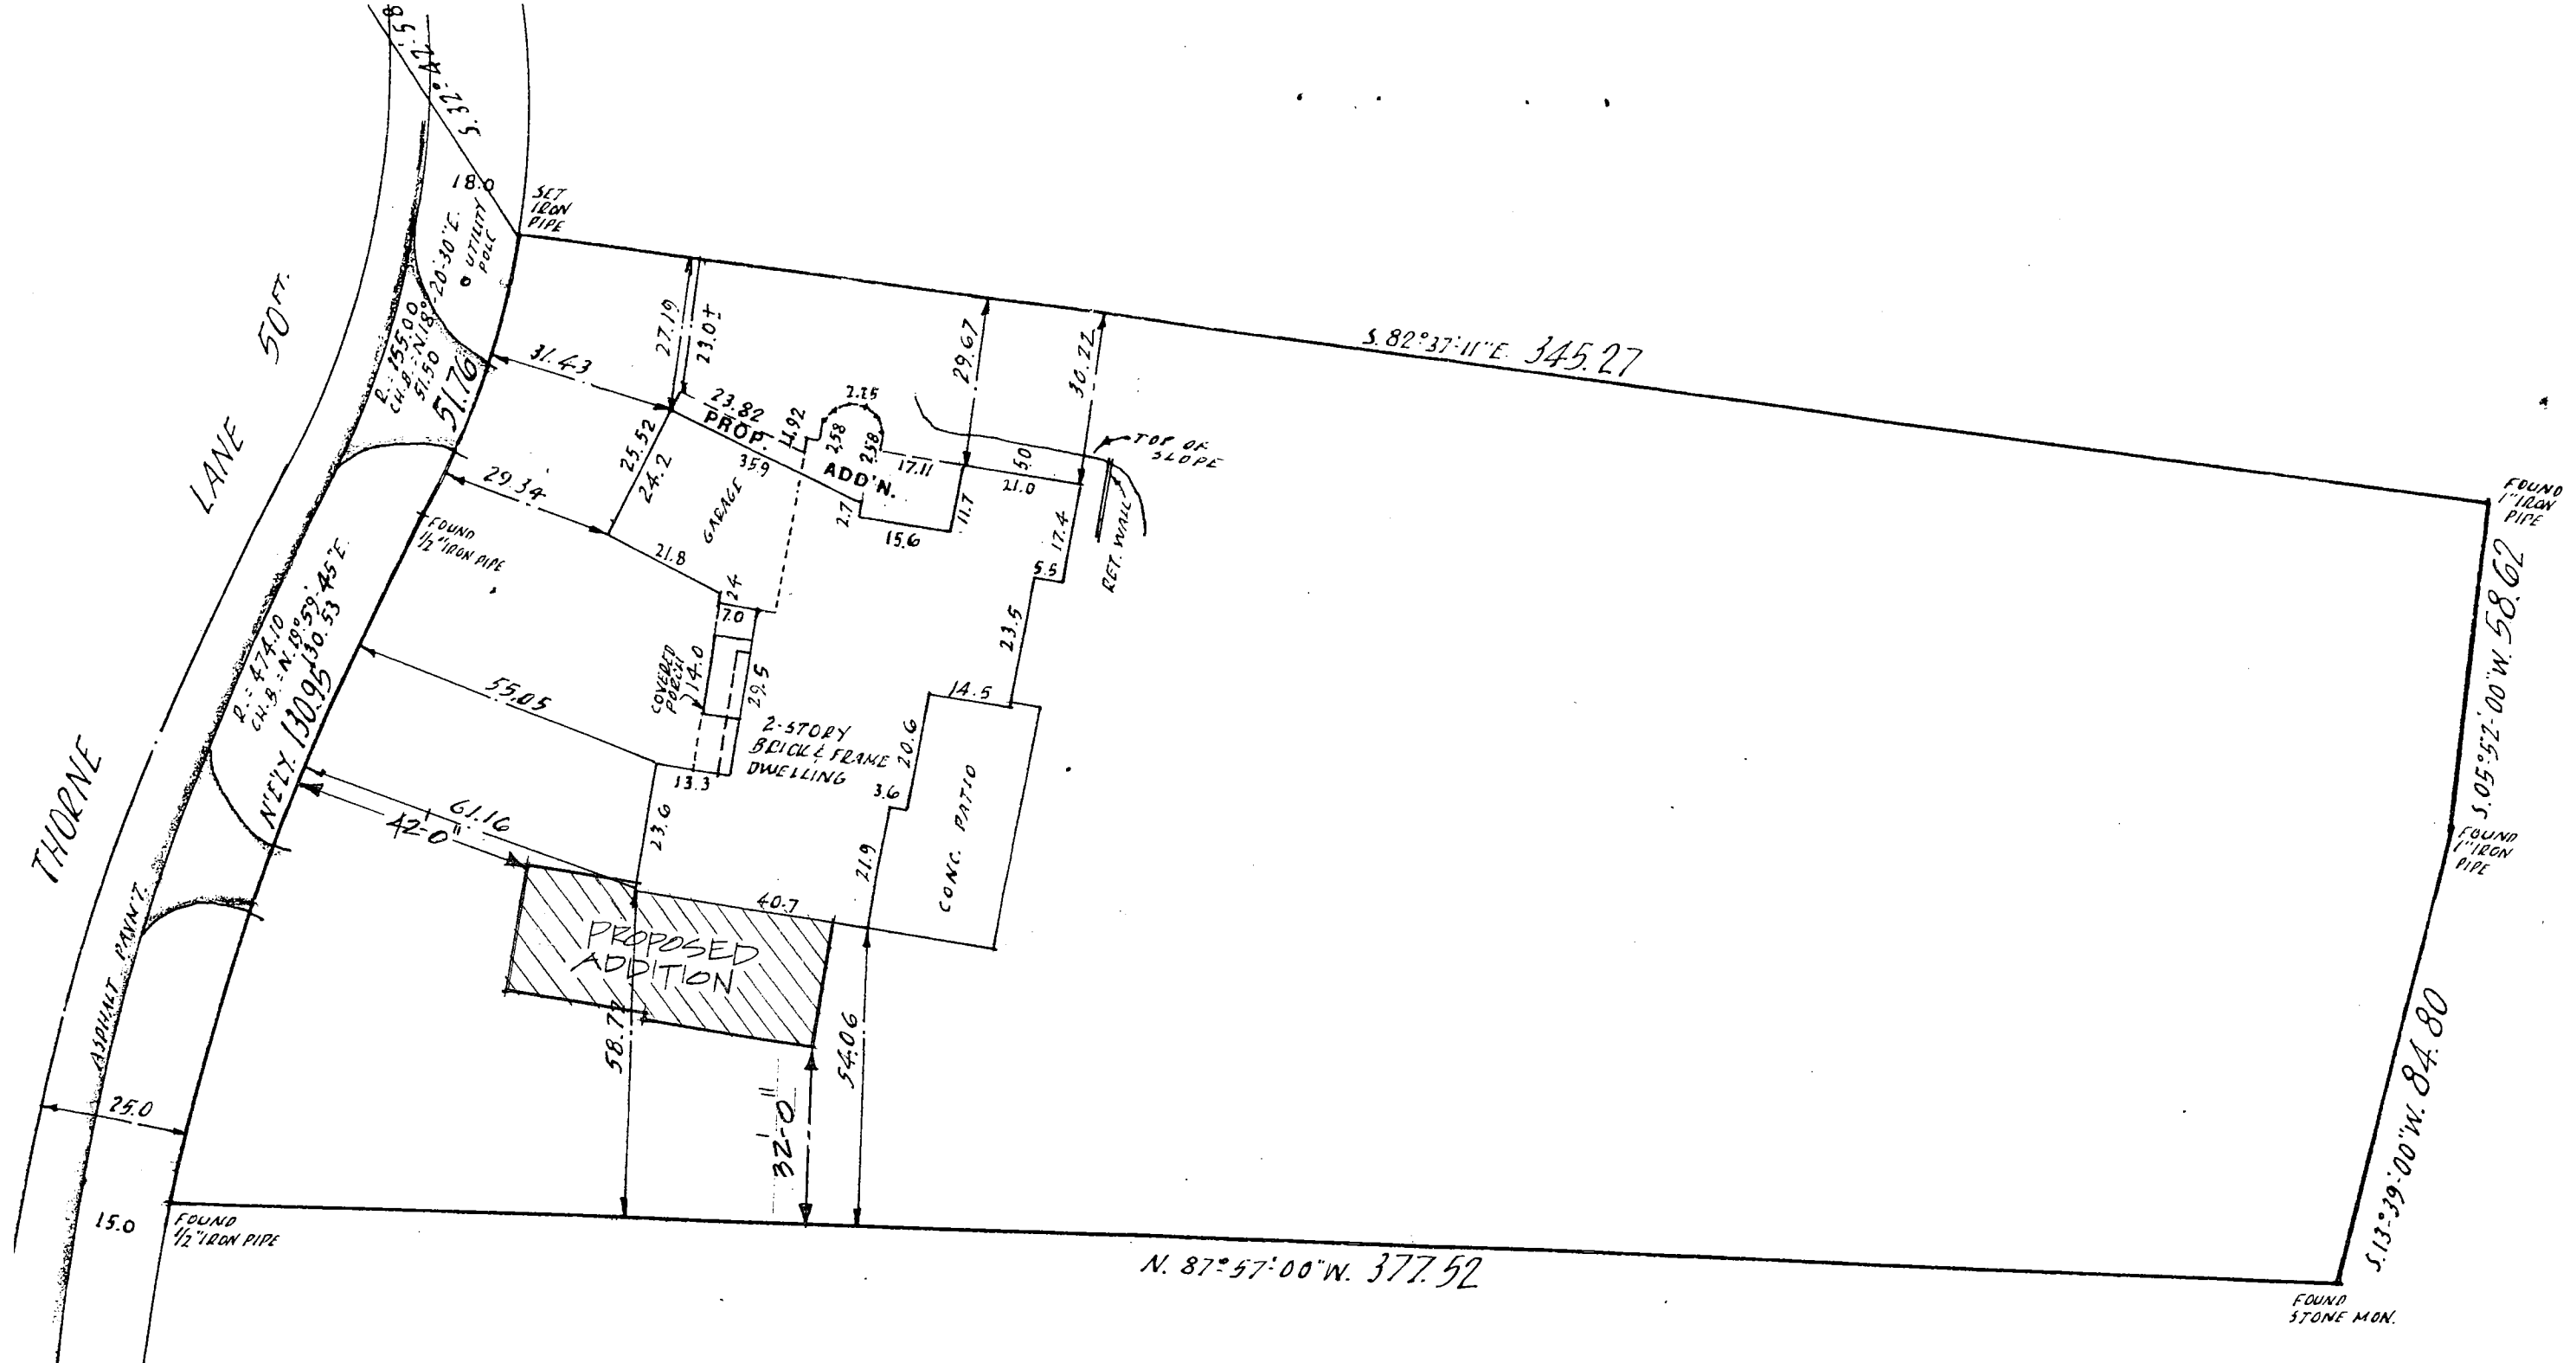 S.32°-42'-58
18.0
SET
IRON
PIPE
UTILITY
POLE
THORNE LANE 50FT.
R.=155.00
CH.B.=N.18°-20'-30"E.
51.50
51.76
31.43
27.19
23.0±
29.67
30.22
S.82°37'-11"E. 345.27
23.82
PROP.
ADD'N.
2.25
2.58
2.58
17.11
35.9
25.52
24.2
GARAGE
50
21.0
TOP OF
SLOPE
RET. WALL
29.34
FOUND
1/2" IRON PIPE
2.7
15.6
11.7
17.4
5.5
21.8
2.4
7.0
COVERED
PORCH
14.0
29.5
23.5
FOUND
1" IRON
PIPE
S.05°52'-00"W. 58.62
R.=474.10
CH.B.=N.19°-59'-45"E.
130.53
N'ELY. 130.95
55.05
14.5
2-STORY
BRICK & FRAME
DWELLING
13.3
20.6
3.6
CONC. PATIO
61.16
42'-0"
23.6
21.9
FOUND
1" IRON
PIPE
40.7
PROPOSED
ADDITION
ASPHALT PAVM'T.
58.77
54.06
32'-0"
25.0
15.0
FOUND
1/2" IRON PIPE
S.13°-39'-00"W. 84.80
N. 87°57'00"W. 377.52
FOUND
STONE MON.